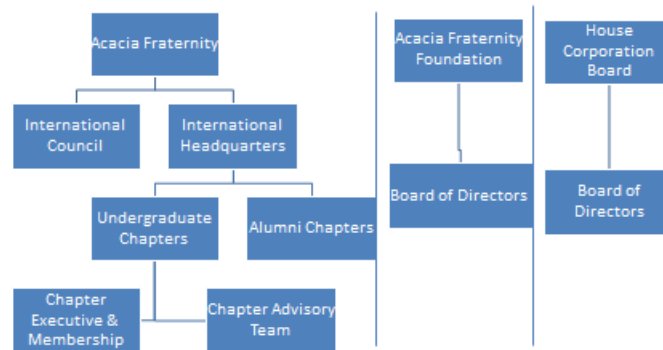 Acacia Fraternity
Acacia Fraternity
Foundation
House
Corporation
Board
International
Council
International
Headquarters
Undergraduate
Chapters
Alumni Chapters
Board of Directors
Board of
Directors
Chapter
Executive &
Membership
Chapter Advisory
Team